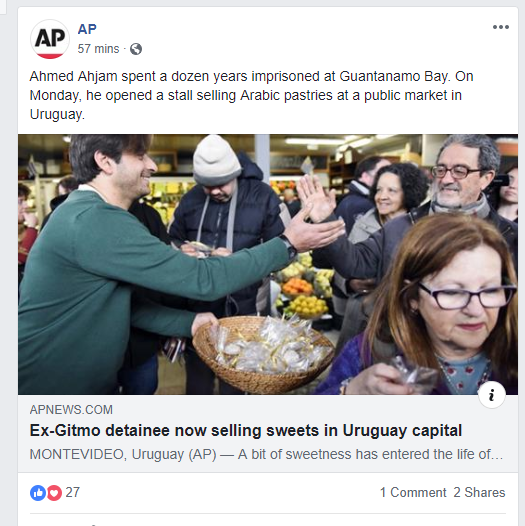 AP
AP
57 mins ·
Ahmed Ahjam spent a dozen years imprisoned at Guantanamo Bay. On
Monday, he opened a stall selling Arabic pastries at a public market in
Uruguay.
i
APNEWS.COM
Ex-Gitmo detainee now selling sweets in Uruguay capital
MONTEVIDEO, Uruguay (AP) — A bit of sweetness has entered the life of...
27
1 Comment 2 Shares